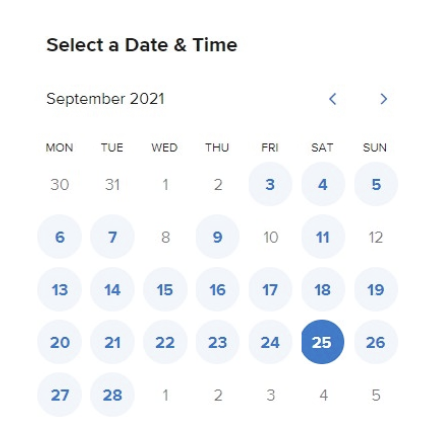 Select a Date & Time
September 2021
MON TUE WED THU FRI SAT SUN
30 31 1 2 3 4 5
6 7 8 9 10 11 12
13 14 15 16 17 18 19
20 21 22 23 24 25 26
27 28 1 2 3 4 5